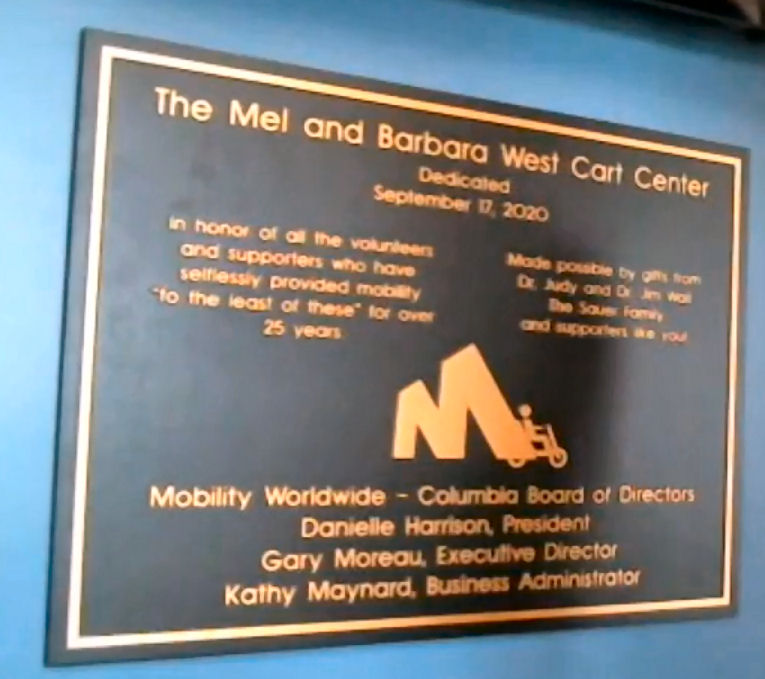 The Mel and Barbara West Cart Center
Dedicated
September 17, 2020
in honor of all the volunteers
and supporters who have
selflessly provided mobility
"to the least of these" for over
25 years
Made possible by gifts from
Dr. Judy and Dr. Jim Wall
The Sauer Family
and supporters like you!
Mobility Worldwide - Columbia Board of Directors
Danielle Harrison, President
Gary Moreau, Executive Director
Kathy Maynard, Business Administrator